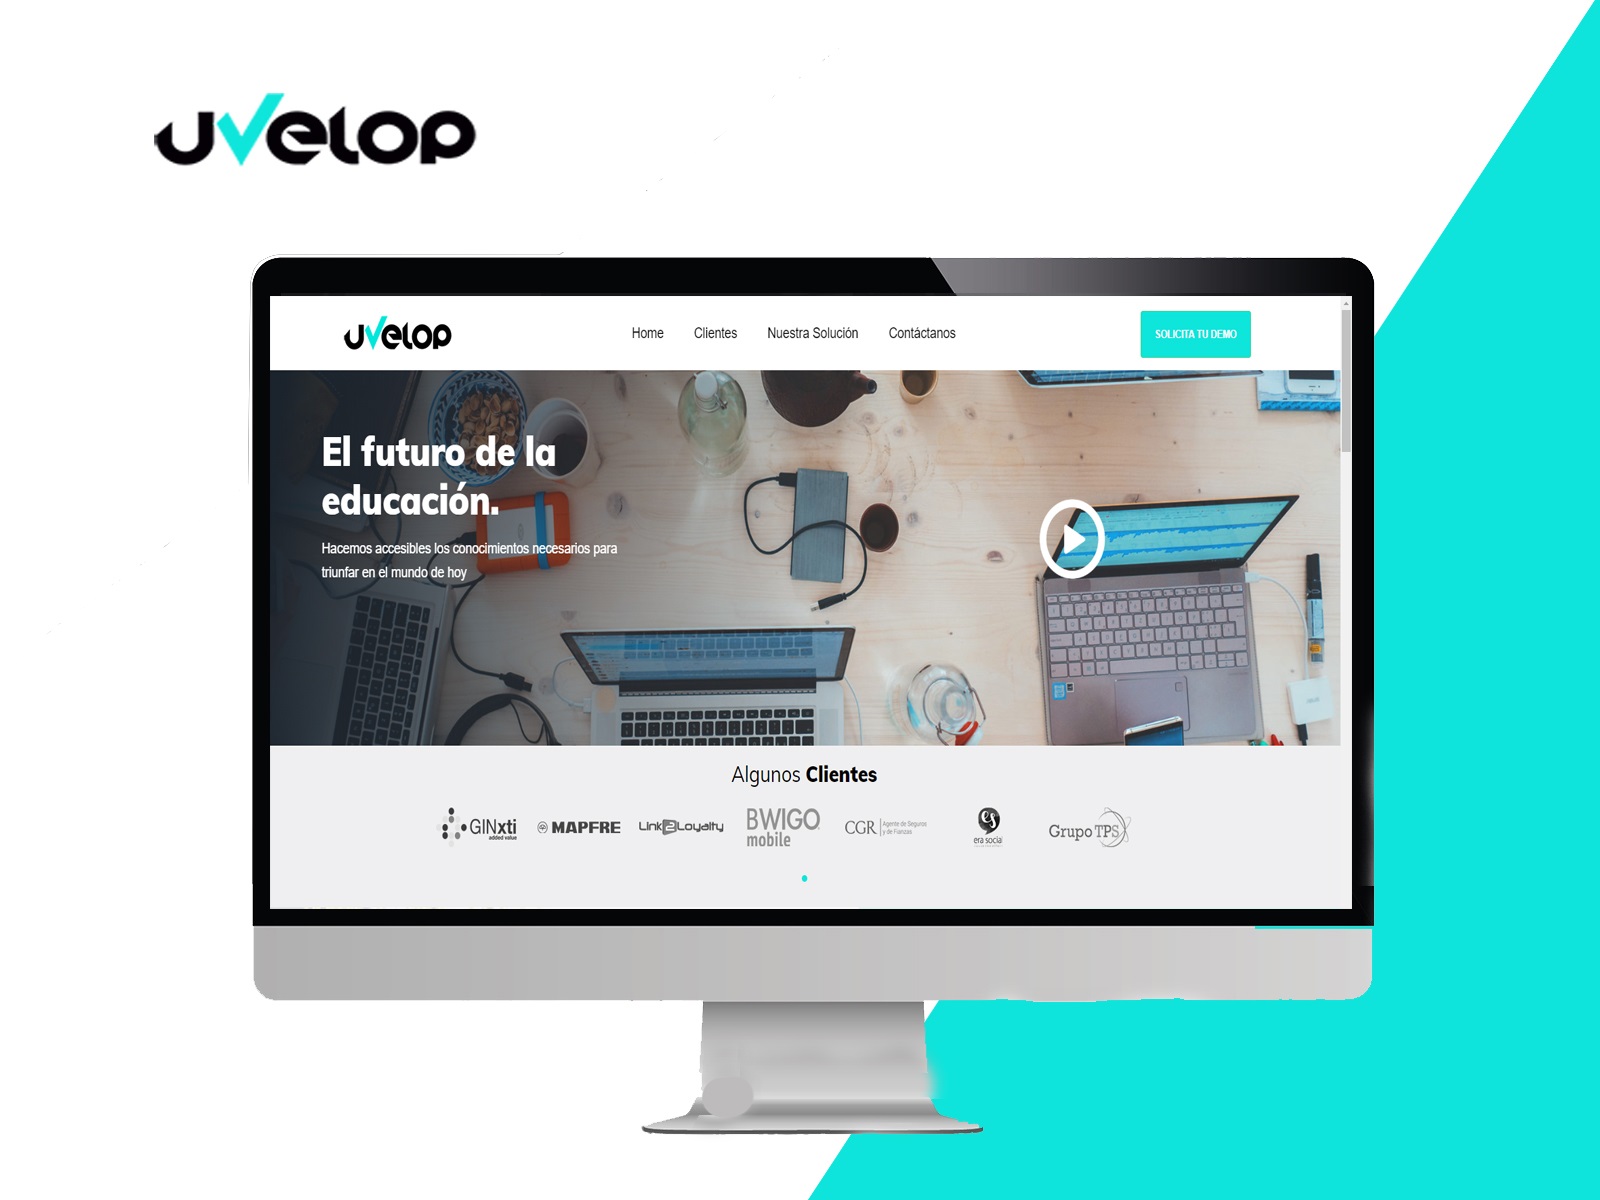 uvelop
uvelop
Home Clientes Nuestra Solución Contáctanos
SOLICITA TU DEMO
El futuro de la
educación.
Hacemos accesibles los conocimientos necesarios para
triunfar en el mundo de hoy
Algunos Clientes
GINxti
added value
MAPFRE
Link2Loyalty
BWIGO
mobile
CGR Agente de Seguros
y de Fianzas
es
era social
Grupo TPS
hp